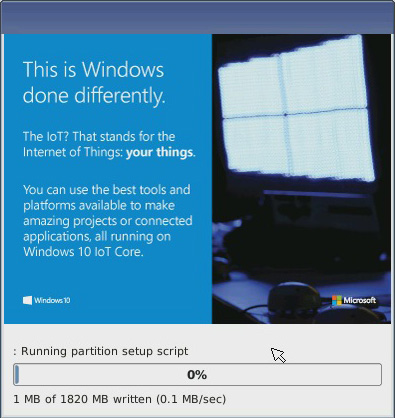 This is Windows
done differently.
The IoT? That stands for the
Internet of Things: your things.
You can use the best tools and
platforms available to make
amazing projects or connected
applications, all running on
Windows 10 IoT Core.
Windows 10
Microsoft
: Running partition setup script
0%
1 MB of 1820 MB written (0.1 MB/sec)